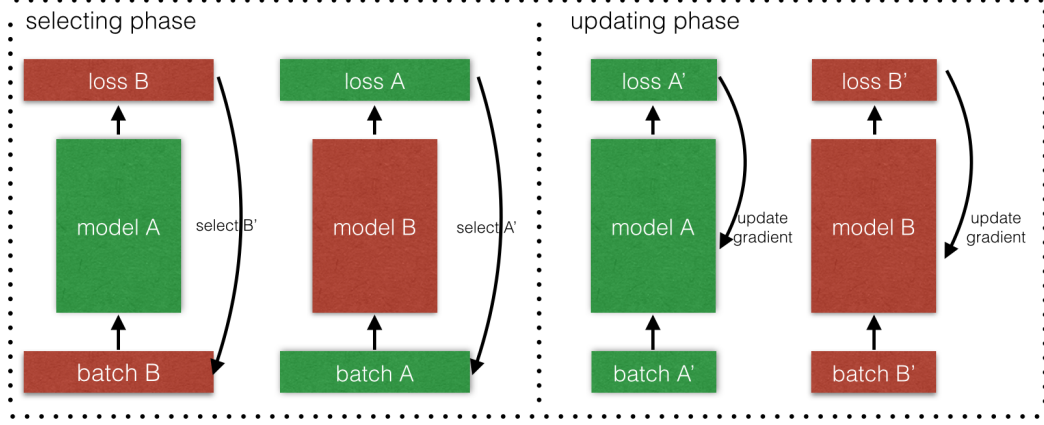 selecting phase
updating phase
loss B
loss A
loss A’
loss B’
model A
select B’
model B
select A’
model A
update
gradient
model B
update
gradient
batch B
batch A
batch A’
batch B’